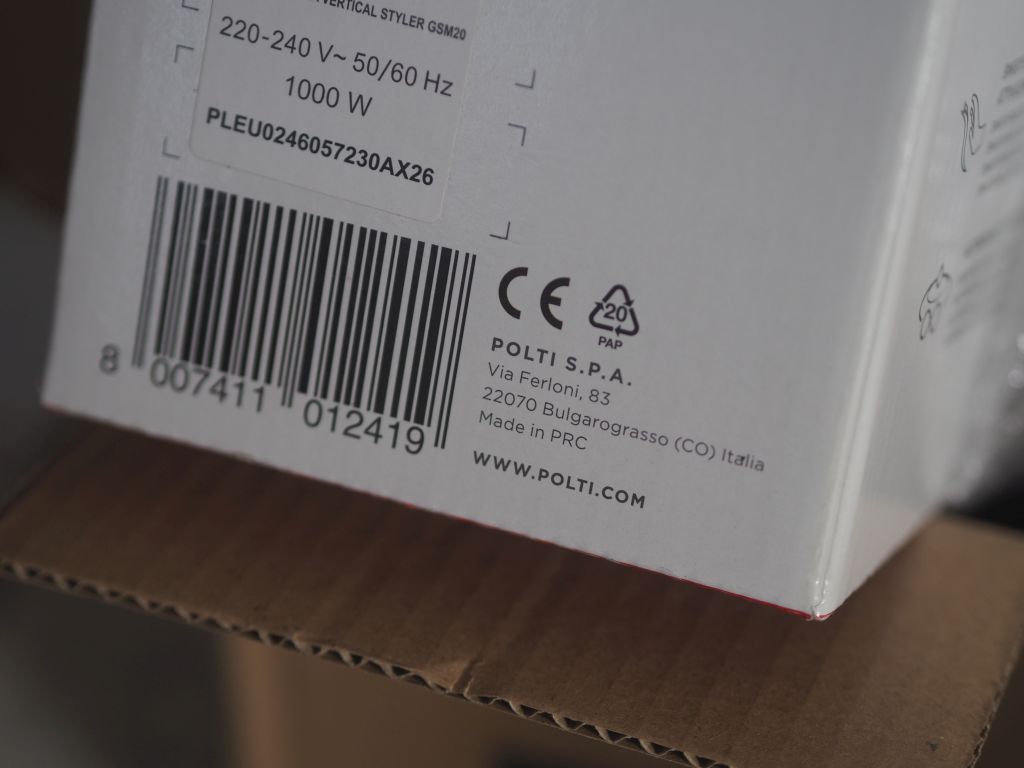 VERTICAL STYLER GSM20
220-240 V~ 50/60 Hz
1000 W
PLEU0246057230AX26
8 007411 012419
CE
20
PAP
POLTI S.P.A.
Via Ferloni, 83
22070 Bulgarograsso (CO) Italia
Made in PRC
WWW.POLTI.COM